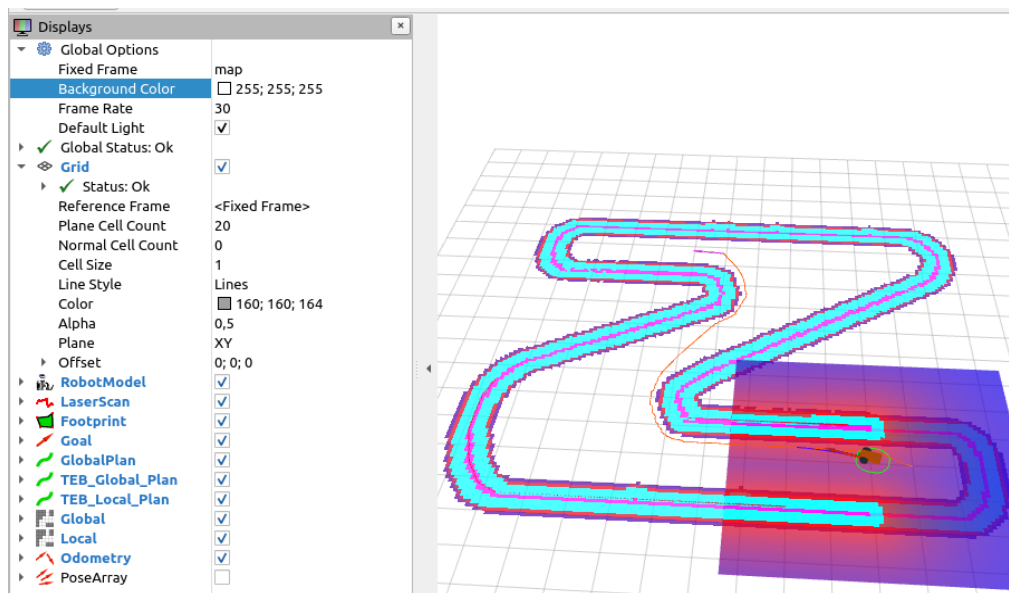 Displays
Global Options
Fixed Frame map
Background Color 255; 255; 255
Frame Rate 30
Default Light
Global Status: Ok
Grid
Status: Ok
Reference Frame <Fixed Frame>
Plane Cell Count 20
Normal Cell Count 0
Cell Size 1
Line Style Lines
Color 160; 160; 164
Alpha 0,5
Plane XY
Offset 0; 0; 0
RobotModel
LaserScan
Footprint
Goal
GlobalPlan
TEB_Global_Plan
TEB_Local_Plan
Global
Local
Odometry
PoseArray